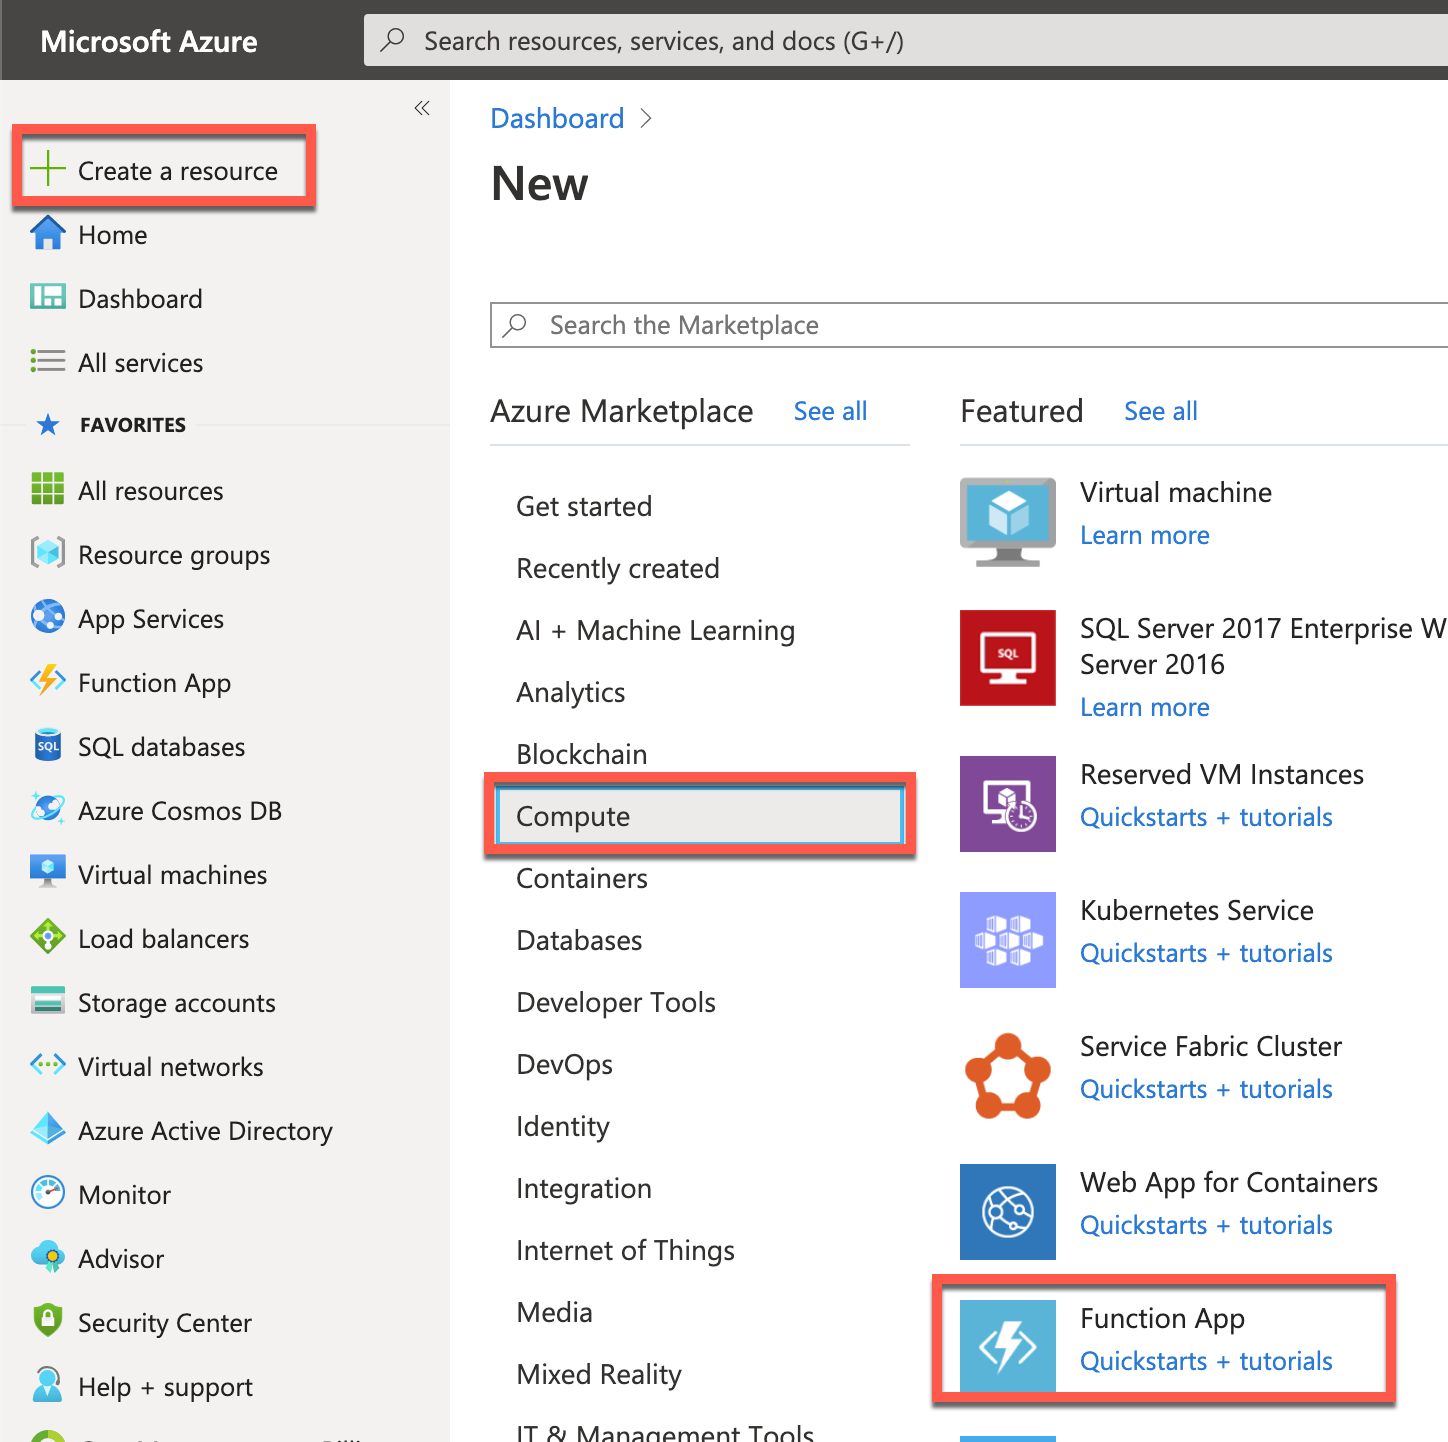 Microsoft Azure
Search resources, services, and docs (G+/)
Create a resource
Home
Dashboard
All services
FAVORITES
All resources
Resource groups
App Services
Function App
SQL
SQL databases
Azure Cosmos DB
Virtual machines
Load balancers
Storage accounts
Virtual networks
Azure Active Directory
Monitor
Advisor
Security Center
Help + support
Dashboard
New
Search the Marketplace
Azure Marketplace
See all
Get started
Recently created
AI + Machine Learning
Analytics
Blockchain
Compute
Containers
Databases
Developer Tools
DevOps
Identity
Integration
Internet of Things
Media
Mixed Reality
IT & Management Tools
Featured
See all
Virtual machine
Learn more
SQL
SQL Server 2017 Enterprise W
Server 2016
Learn more
Reserved VM Instances
Quickstarts + tutorials
Kubernetes Service
Quickstarts + tutorials
Service Fabric Cluster
Quickstarts + tutorials
Web App for Containers
Quickstarts + tutorials
Function App
Quickstarts + tutorials